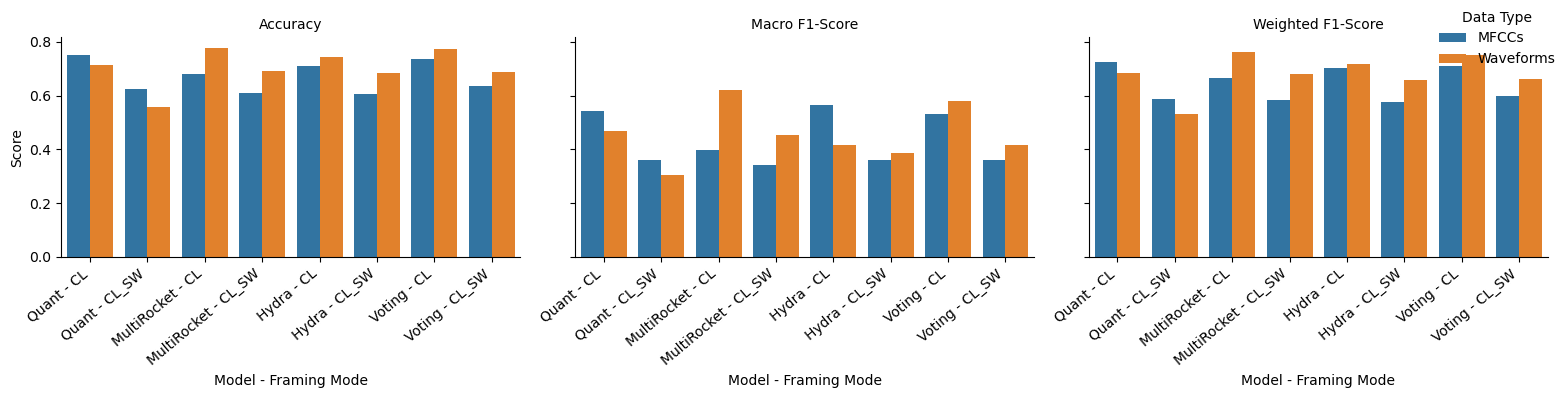 Accuracy
Macro F1-Score
Weighted F1-Score
Data Type
MFCCs
Waveforms
0.8
0.6
0.4
0.2
0.0
Score
Quant - CL
Quant - CL_SW
MultiRocket - CL
MultiRocket - CL_SW
Hydra - CL
Hydra - CL_SW
Voting - CL
Voting - CL_SW
Model - Framing Mode
Quant - CL
Quant - CL_SW
MultiRocket - CL
MultiRocket - CL_SW
Hydra - CL
Hydra - CL_SW
Voting - CL
Voting - CL_SW
Model - Framing Mode
Quant - CL
Quant - CL_SW
MultiRocket - CL
MultiRocket - CL_SW
Hydra - CL
Hydra - CL_SW
Voting - CL
Voting - CL_SW
Model - Framing Mode